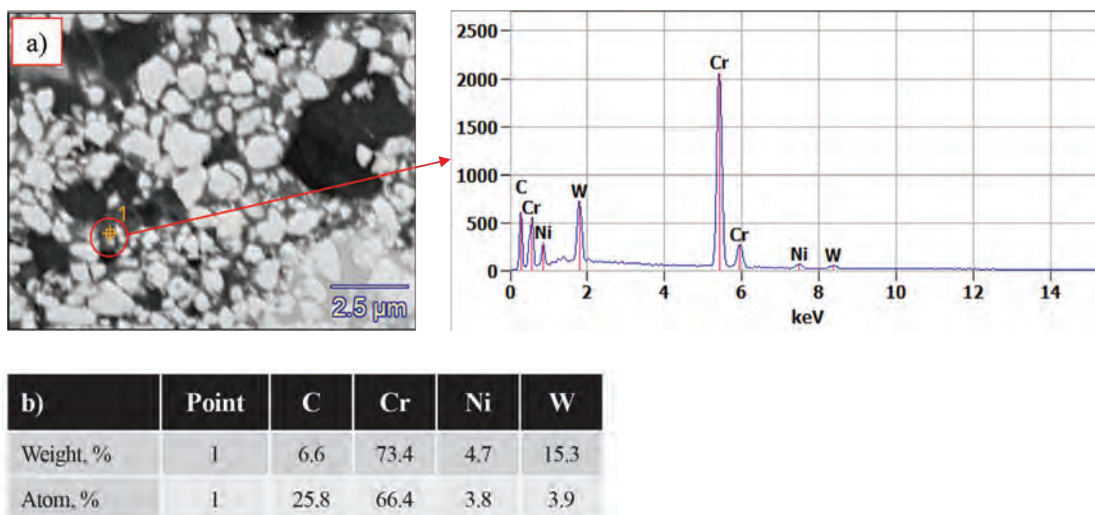 a)
1
2.5 µm
2500
2000
1500
1000
500
0
C
Cr
Ni
W
Cr
Cr
Ni
W
0 2 4 6 8 10 12 14
keV
b) Point C Cr Ni W
Weight, % 1 6.6 73.4 4.7 15.3
Atom, % 1 25.8 66.4 3.8 3.9